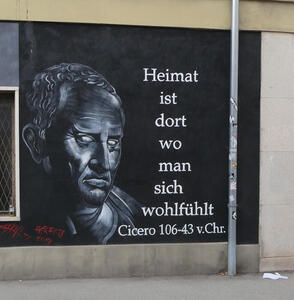 Heimat
ist
dort
wo
man
sich
wohlfühlt
Cicero 106-43 v.Chr.